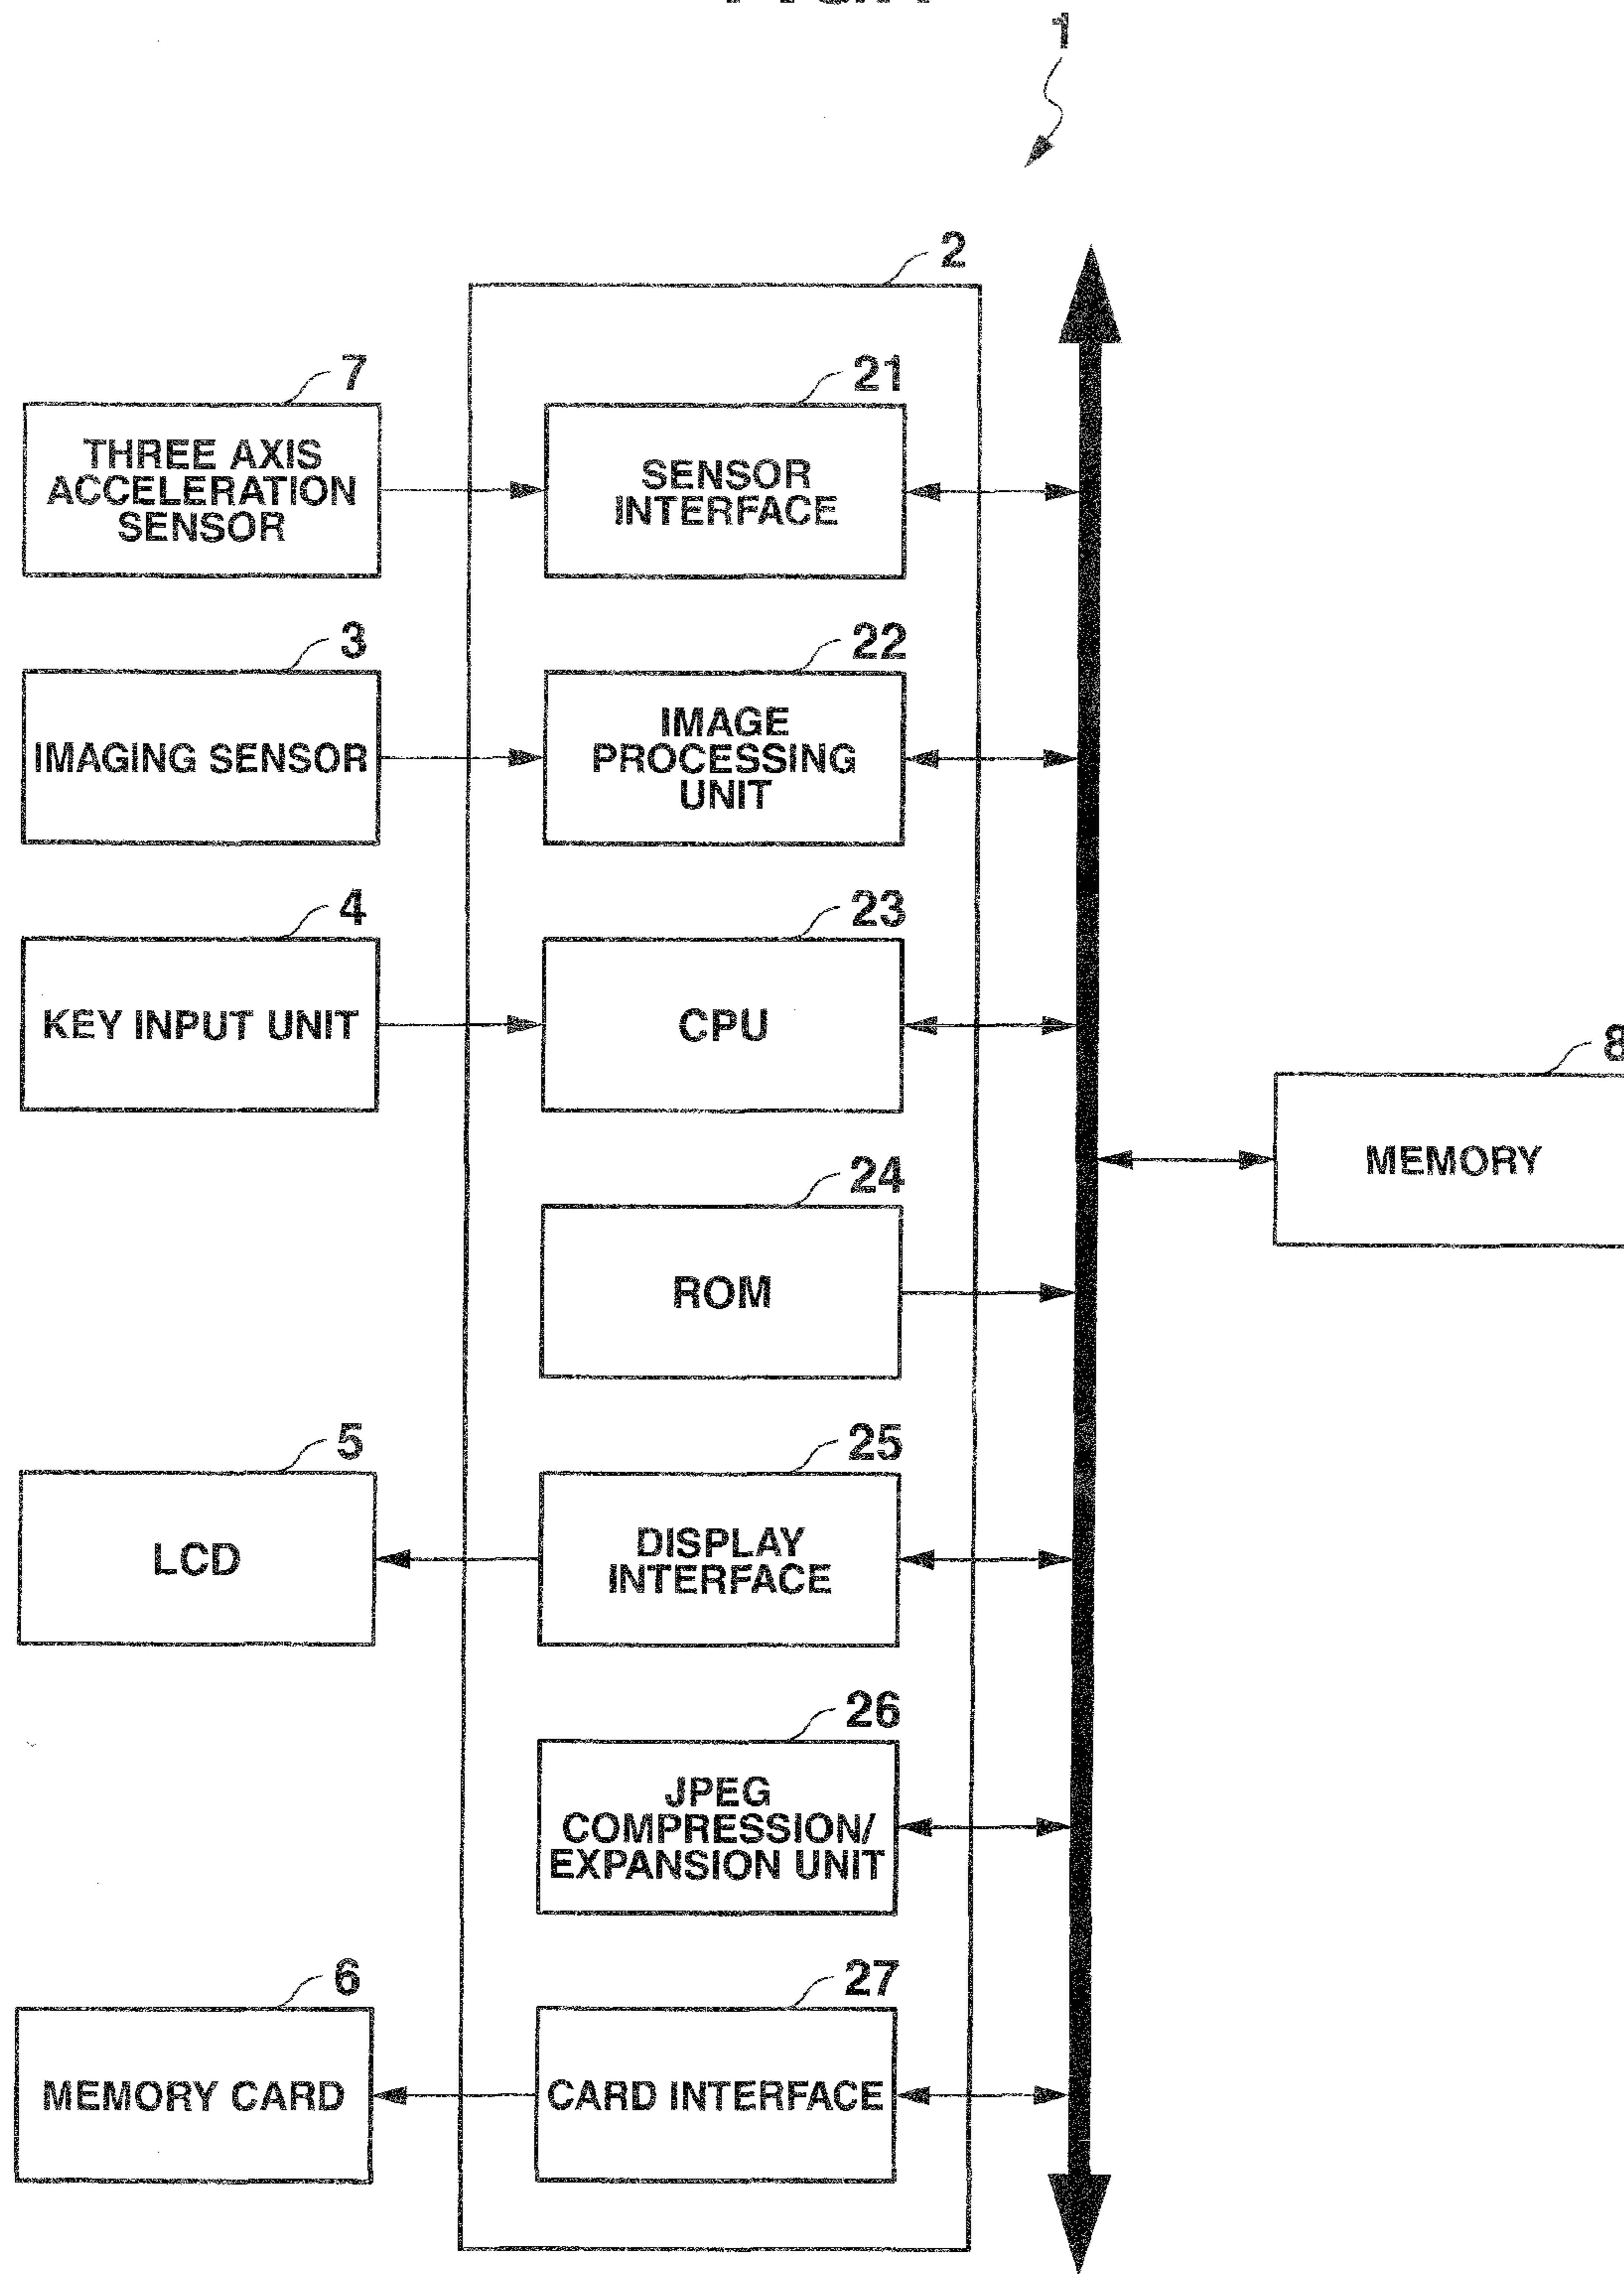 1
2
7
THREE AXIS
ACCELERATION
SENSOR
21
SENSOR
INTERFACE
3
IMAGING SENSOR
22
IMAGE
PROCESSING
UNIT
4
KEY INPUT UNIT
23
CPU
8
MEMORY
24
ROM
5
LCD
25
DISPLAY
INTERFACE
26
JPEG
COMPRESSION/
EXPANSION UNIT
6
MEMORY CARD
27
CARD INTERFACE